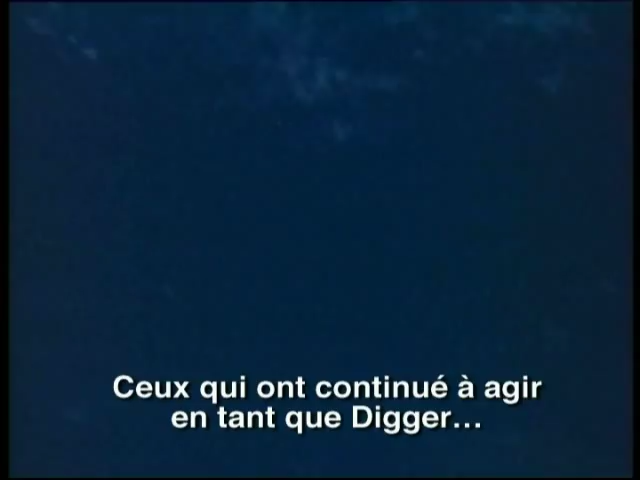 Ceux qui ont continué à agir
en tant que Digger...